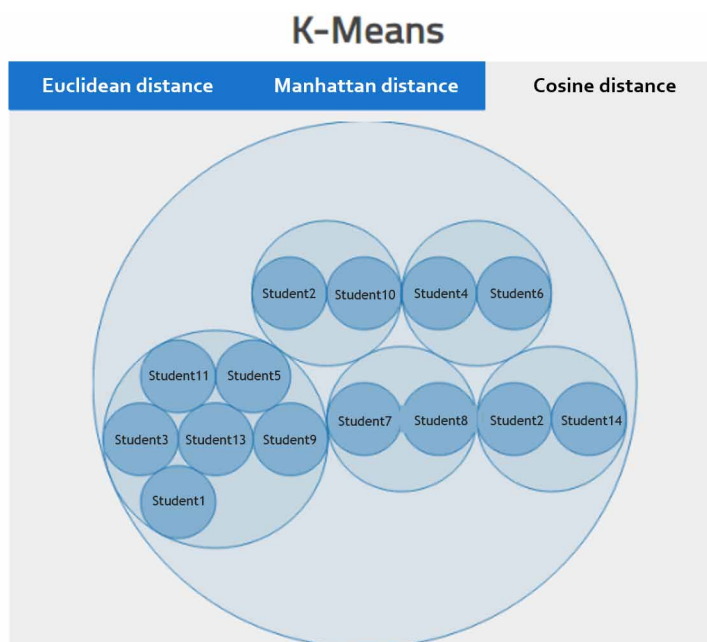 K-Means
Euclidean distance Manhattan distance Cosine distance
Student2 Student10 Student4 Student6
Student11 Student5
Student7 Student8 Student2 Student14
Student3 Student13 Student9
Student1